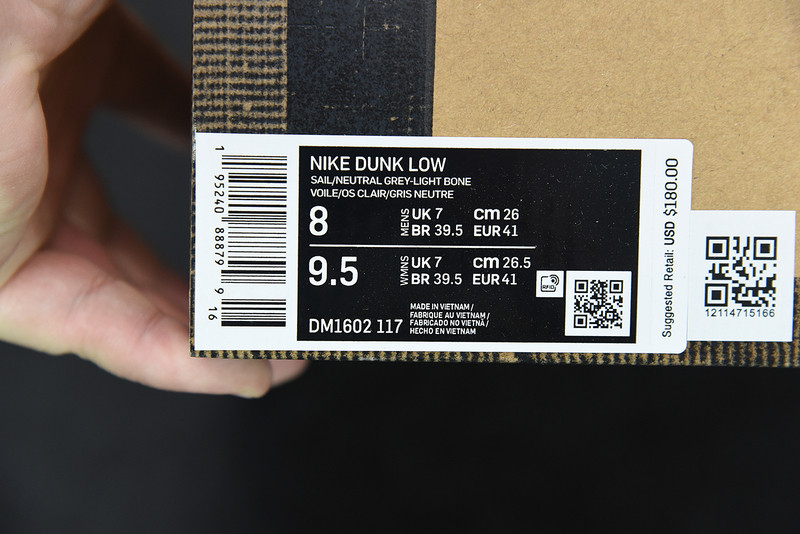 NIKE DUNK LOW
SAIL/NEUTRAL GREY-LIGHT BONE
VOILE/OS CLAIR/GRIS NEUTRE
8 MENS UK 7 cm 26
BR 39.5 EUR 41
9.5 WMNS UK 7 cm 26.5
BR 39.5 EUR 41
RFID
DM1602 117
MADE IN VIETNAM /
FABRIQUE AU VIETNAM /
FABRICADO NO VIETNÃ /
HECHO EN VIETNAM
1 95240 88879 9 16
Suggested Retail: USD $180.00
12114715166